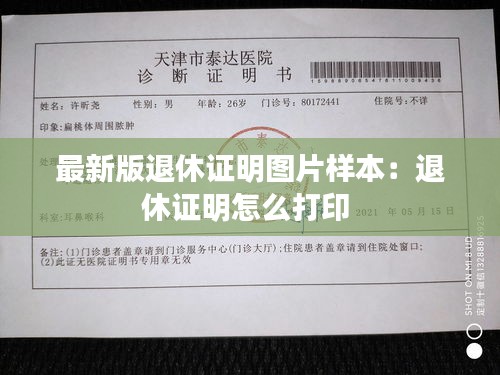 天津市泰达医院
诊断证明书
姓名：许昕尧 性别：男 年龄：26岁 门诊号：80172441 住院号：不详
印象：扁桃体周围脓肿
最新版退休证明图片样本：退
休证明怎么打印
科室：耳鼻喉科
2021 年 05 月 15 日
备注：(1)门诊患者盖章请到门诊服务中心(门诊大厅)；住院患者盖章请到住院处窗口；
(2)此证无医院证明书专用章无效
SHOT ON MI 8 UD